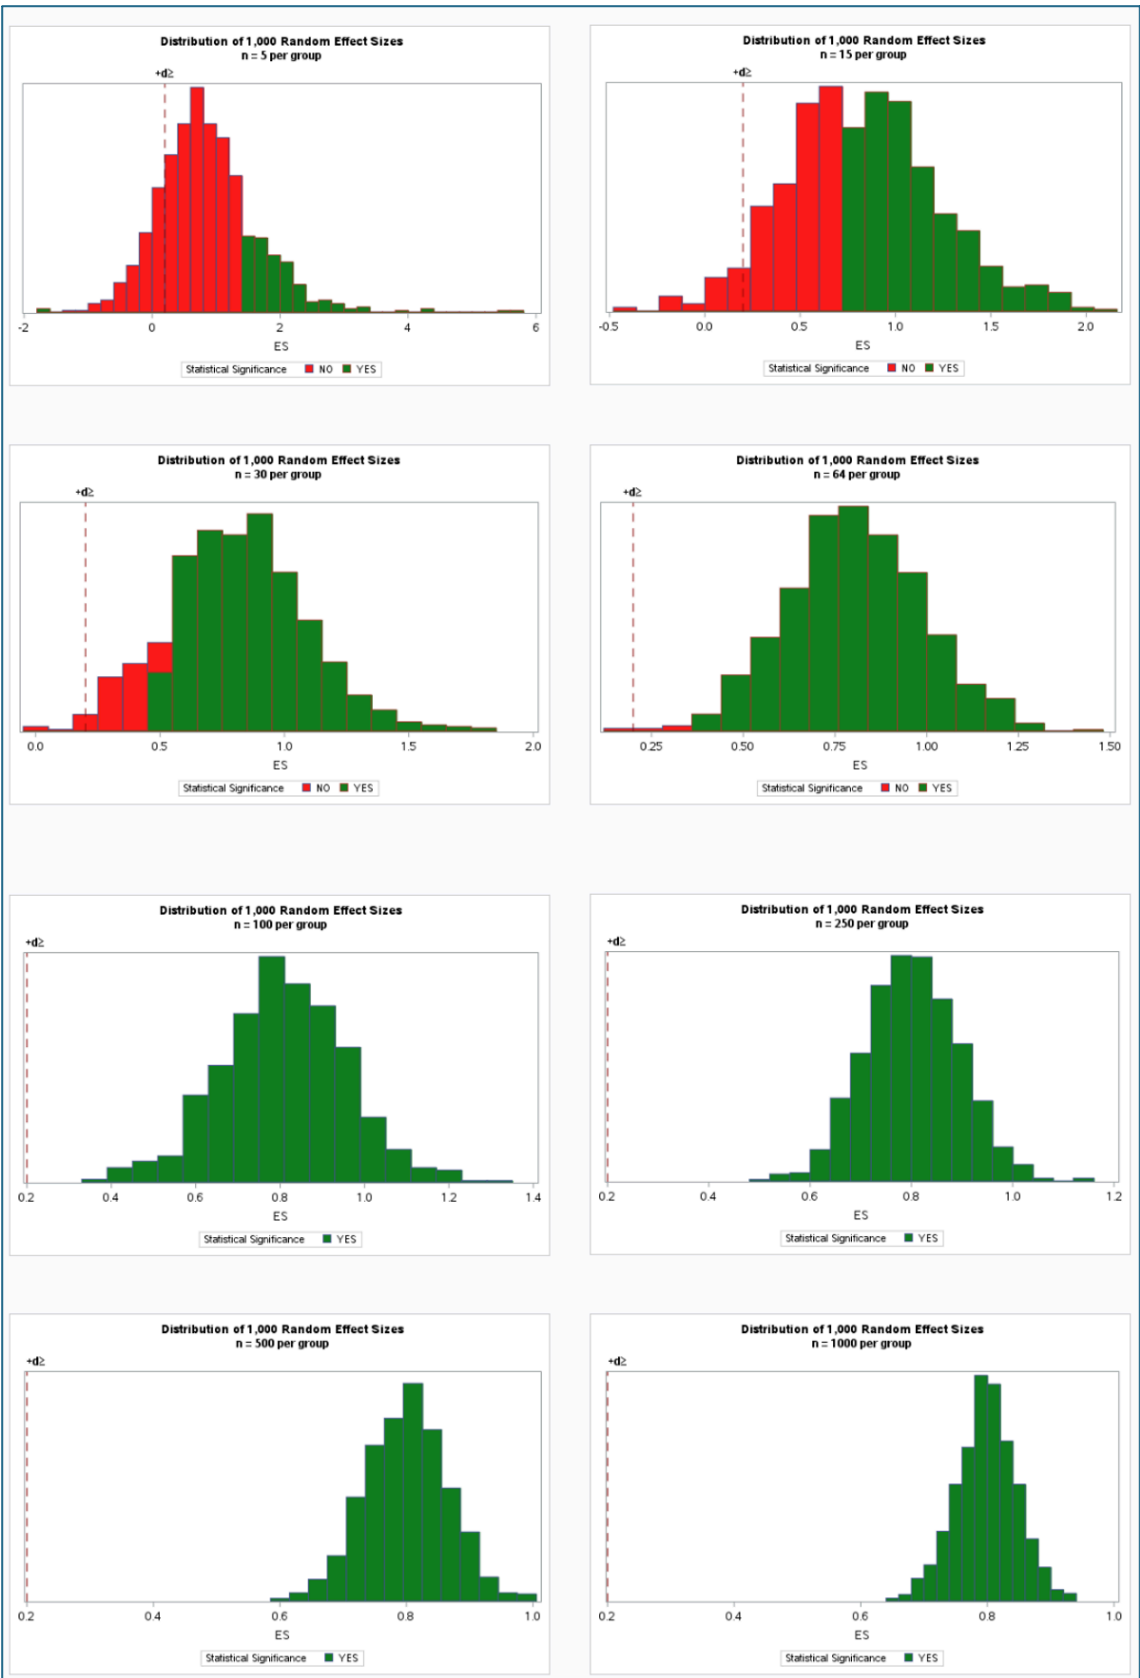 Distribution of 1,000 Random Effect Sizes
n = 5 per group
+d≥
-2 0 2 4 6
ES
Statistical Significance NO YES
Distribution of 1,000 Random Effect Sizes
n = 15 per group
+d≥
-0.5 0.0 0.5 1.0 1.5 2.0
ES
Statistical Significance NO YES
Distribution of 1,000 Random Effect Sizes
n = 30 per group
+d≥
0.0 0.5 1.0 1.5 2.0
ES
Statistical Significance NO YES
Distribution of 1,000 Random Effect Sizes
n = 64 per group
+d≥
0.25 0.50 0.75 1.00 1.25 1.50
ES
Statistical Significance NO YES
Distribution of 1,000 Random Effect Sizes
n = 100 per group
+d≥
0.2 0.4 0.6 0.8 1.0 1.2 1.4
ES
Statistical Significance YES
Distribution of 1,000 Random Effect Sizes
n = 250 per group
+d≥
0.2 0.4 0.6 0.8 1.0 1.2
ES
Statistical Significance YES
Distribution of 1,000 Random Effect Sizes
n = 500 per group
+d≥
0.2 0.4 0.6 0.8 1.0
ES
Statistical Significance YES
Distribution of 1,000 Random Effect Sizes
n = 1000 per group
+d≥
0.2 0.4 0.6 0.8 1.0
ES
Statistical Significance YES